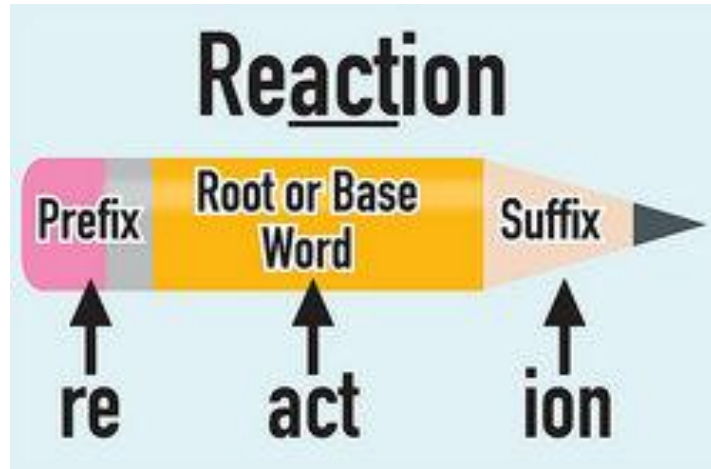 Reaction
Prefix
Root or Base
Word
Suffix
re
act
ion